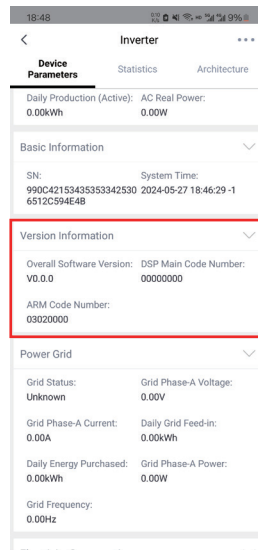 18:48
9%
Inverter
Device Parameters
Statistics
Architecture
Daily Production (Active): AC Real Power:
0.00kWh 0.00W
Basic Information
SN: System Time:
990C42153435353342530 2024-05-27 18:46:29 -1
6512C594E4B
Version Information
Overall Software Version: DSP Main Code Number:
V0.0.0 00000000
ARM Code Number:
03020000
Power Grid
Grid Status: Grid Phase-A Voltage:
Unknown 0.00V
Grid Phase-A Current: Daily Grid Feed-in:
0.00A 0.00kWh
Daily Energy Purchased: Grid Phase-A Power:
0.00kWh 0.00W
Grid Frequency:
0.00Hz